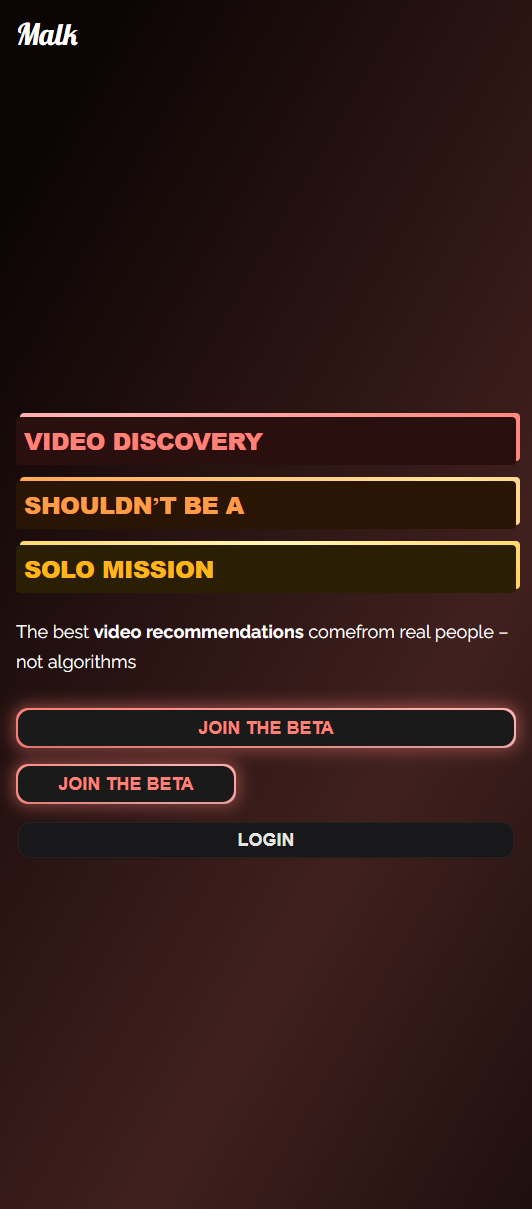 Malk
VIDEO DISCOVERY
SHOULDN’T BE A
SOLO MISSION
The best video recommendations comefrom real people –
not algorithms
JOIN THE BETA
JOIN THE BETA
LOGIN